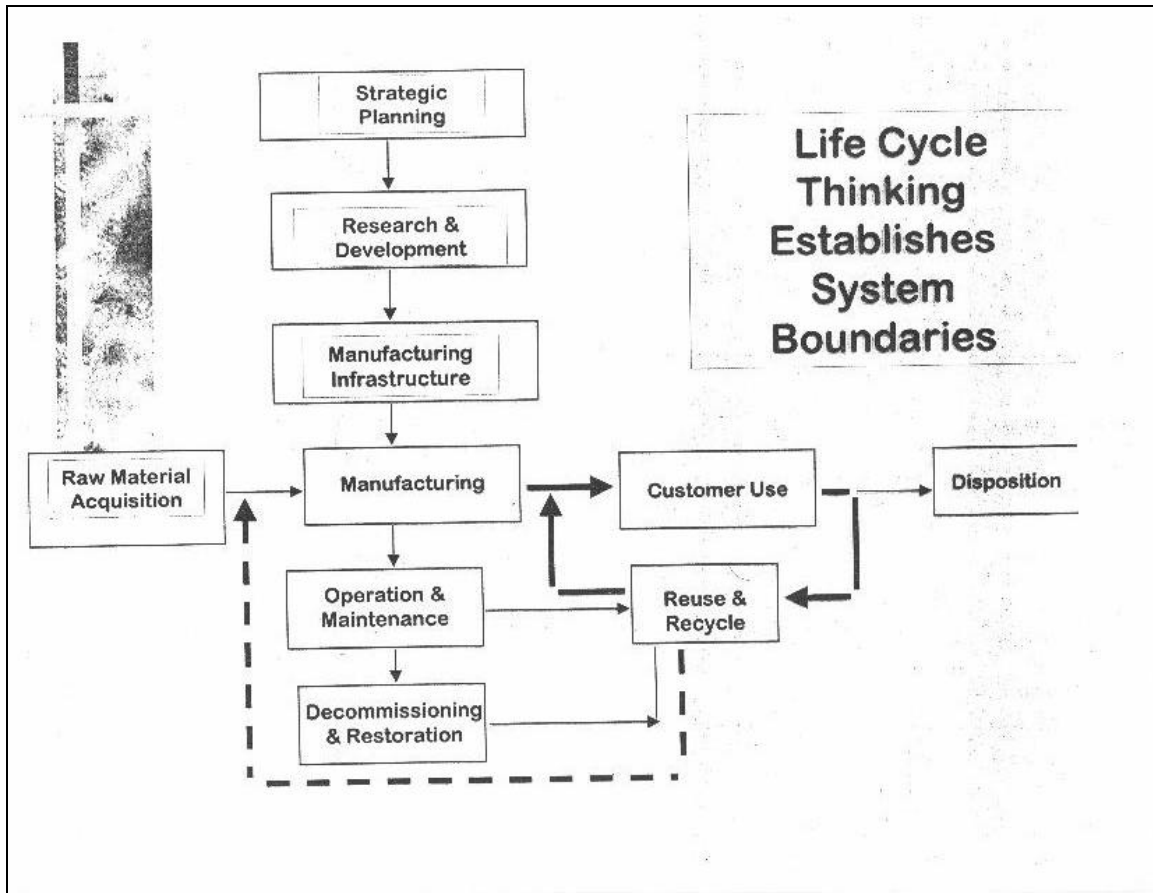 Strategic
Planning
Life Cycle
Thinking
Establishes
System
Boundaries
Research &
Development
Manufacturing
Infrastructure
Raw Material
Acquisition
Manufacturing
Customer Use
Disposition
Operation &
Maintenance
Reuse &
Recycle
Decommissioning
& Restoration